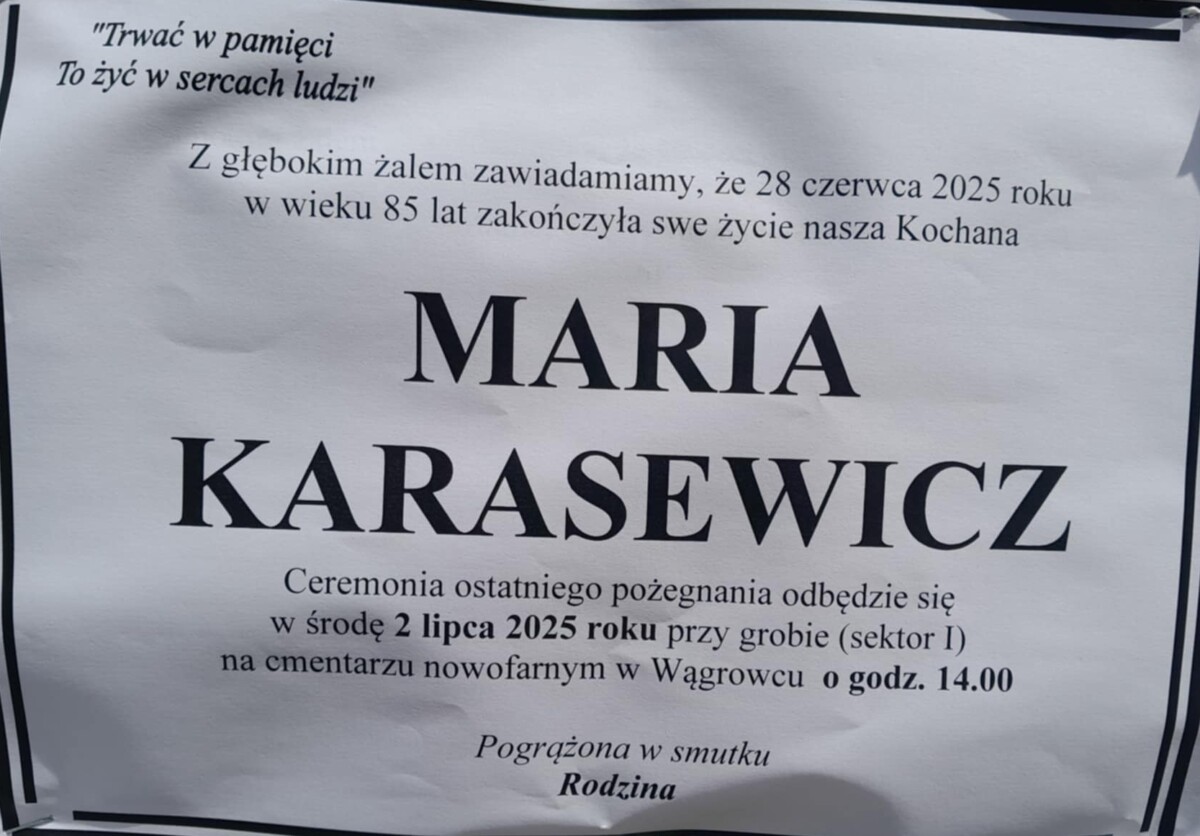 "Trwać w pamięci
To żyć w sercach ludzi"
Z głębokim żalem zawiadamiamy, że 28 czerwca 2025 roku
w wieku 85 lat zakończyła swe życie nasza Kochana
MARIA
KARASEWICZ
Ceremonia ostatniego pożegnania odbędzie się
w środę 2 lipca 2025 roku przy grobie (sektor I)
na cmentarzu nowofarnym w Wągrowcu o godz. 14.00
Pogrążona w smutku
Rodzina